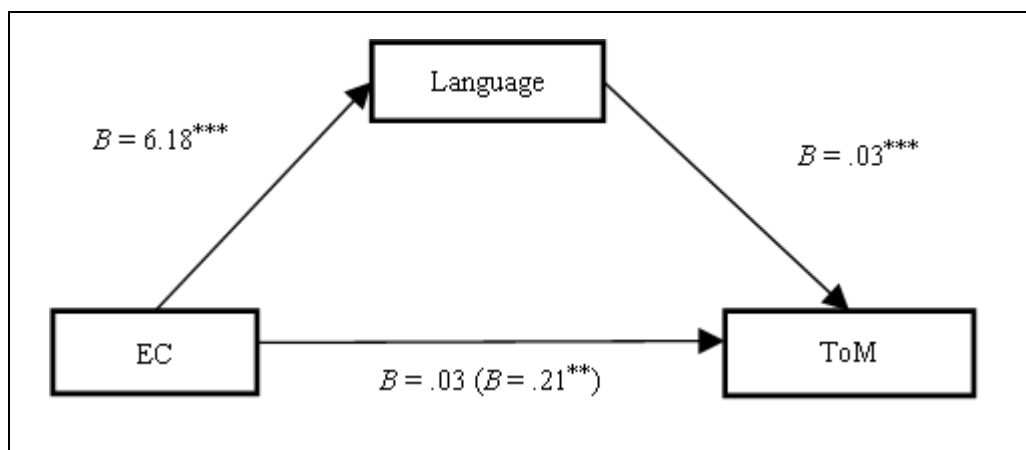 Language
B = 6.18***
B = .03***
EC
ToM
B = .03 (B = .21**)